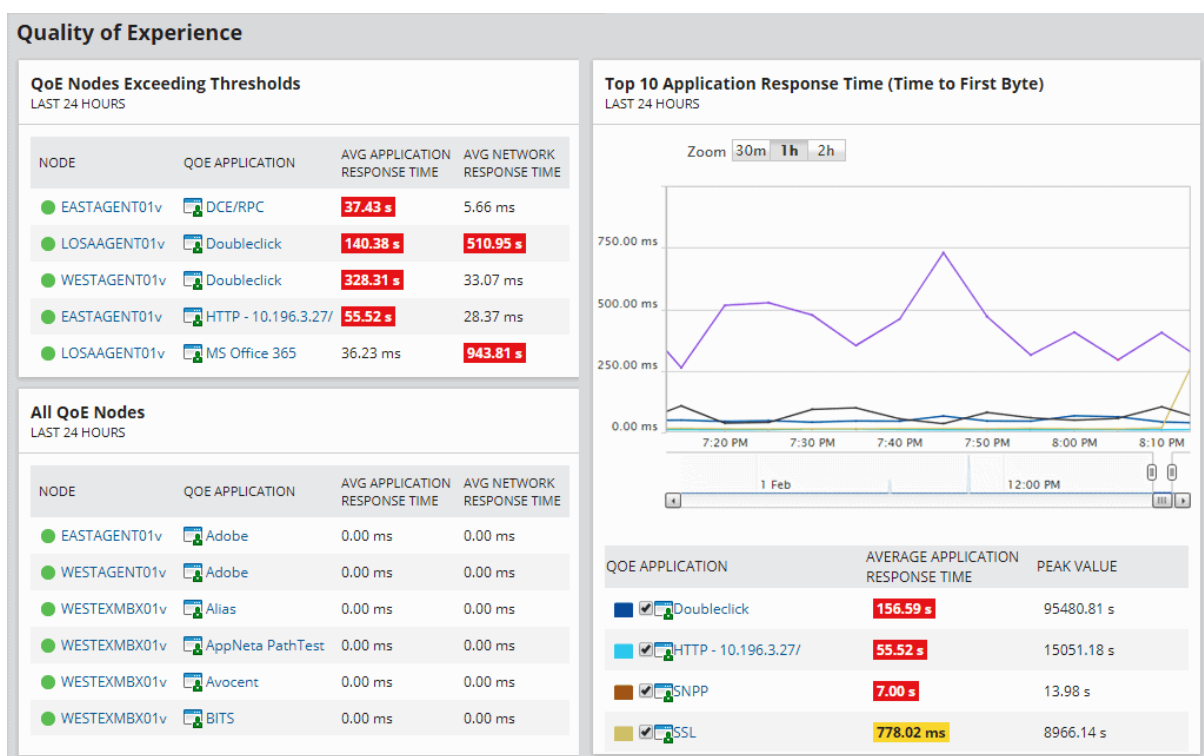 Quality of Experience
QoE Nodes Exceeding Thresholds
LAST 24 HOURS
NODE QOE APPLICATION AVG APPLICATION RESPONSE TIME AVG NETWORK RESPONSE TIME
EASTAGENT01v DCE/RPC 37.43 s 5.66 ms
LOSAAGENT01v Doubleclick 140.38 s 510.95 s
WESTAGENT01v Doubleclick 328.31 s 33.07 ms
EASTAGENT01v HTTP - 10.196.3.27/ 55.52 s 28.37 ms
LOSAAGENT01v MS Office 365 36.23 ms 943.81 s
All QoE Nodes
LAST 24 HOURS
NODE QOE APPLICATION AVG APPLICATION RESPONSE TIME AVG NETWORK RESPONSE TIME
EASTAGENT01v Adobe 0.00 ms 0.00 ms
WESTAGENT01v Adobe 0.00 ms 0.00 ms
WESTEXMBX01v Alias 0.00 ms 0.00 ms
WESTEXMBX01v AppNeta PathTest 0.00 ms 0.00 ms
WESTEXMBX01v Avocent 0.00 ms 0.00 ms
WESTEXMBX01v BITS 0.00 ms 0.00 ms
Top 10 Application Response Time (Time to First Byte)
LAST 24 HOURS
Zoom 30m 1h 2h
750.00 ms
500.00 ms
250.00 ms
0.00 ms
7:20 PM 7:30 PM 7:40 PM 7:50 PM 8:00 PM 8:10 PM
1 Feb 12:00 PM
QOE APPLICATION AVERAGE APPLICATION RESPONSE TIME PEAK VALUE
Doubleclick 156.59 s 95480.81 s
HTTP - 10.196.3.27/ 55.52 s 15051.18 s
SNPP 7.00 s 13.98 s
SSL 778.02 ms 8966.14 s